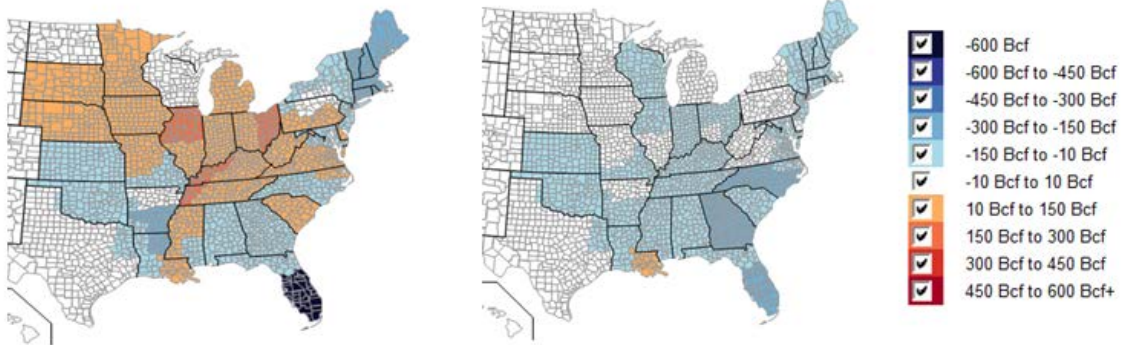 -600 Bcf
-600 Bcf to -450 Bcf
-450 Bcf to -300 Bcf
-300 Bcf to -150 Bcf
-150 Bcf to -10 Bcf
-10 Bcf to 10 Bcf
10 Bcf to 150 Bcf
150 Bcf to 300 Bcf
300 Bcf to 450 Bcf
450 Bcf to 600 Bcf+